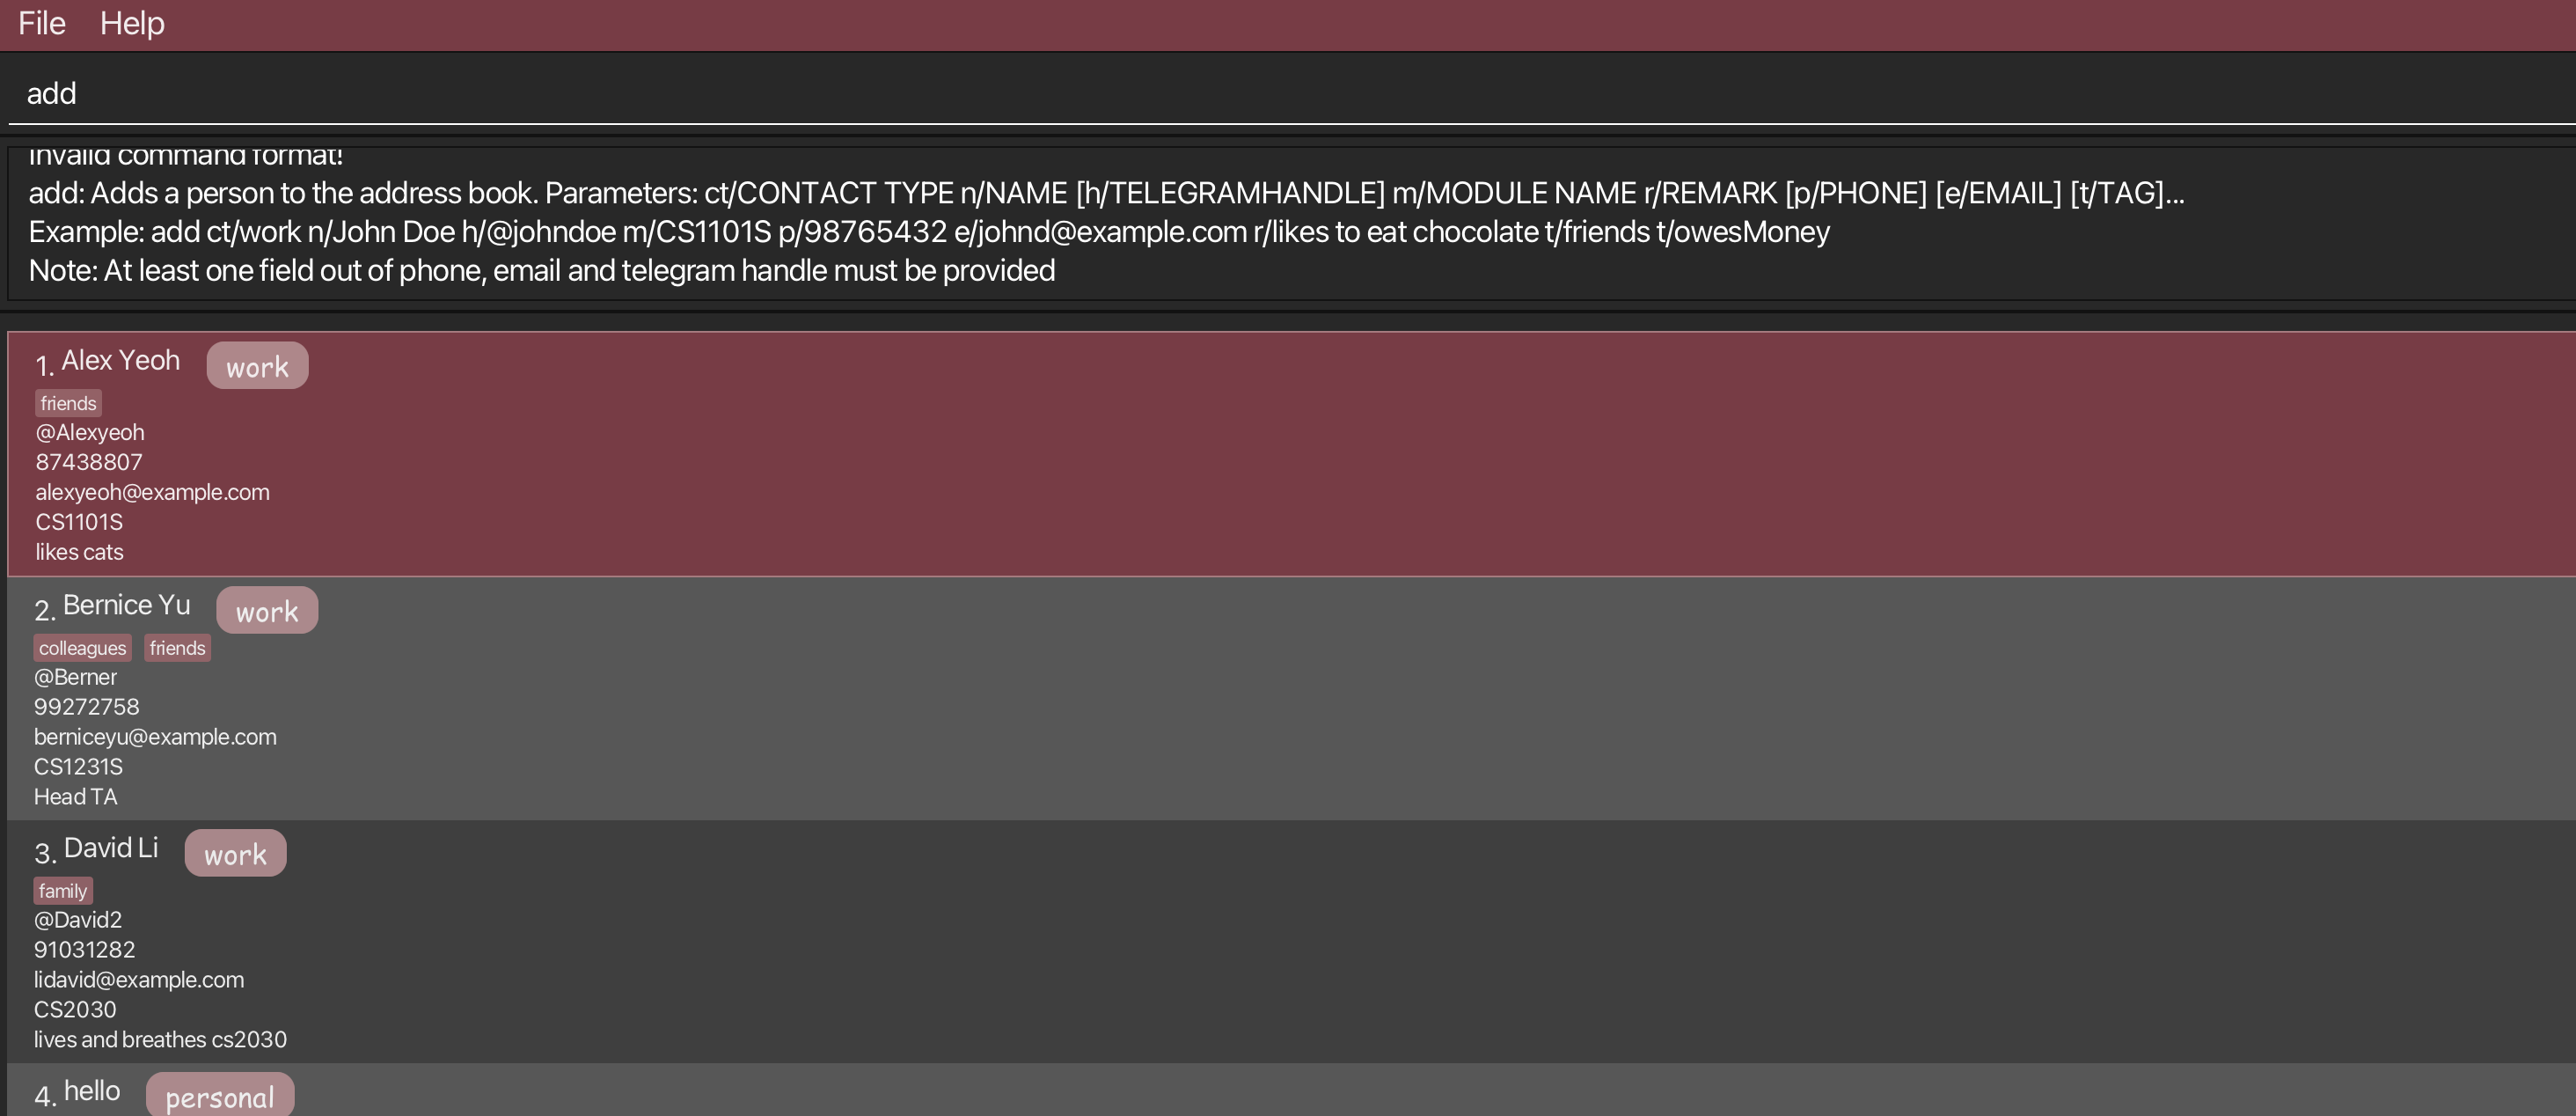 File Help
add
Invalid command format!
add: Adds a person to the address book. Parameters: ct/CONTACT TYPE n/NAME [h/TELEGRAMHANDLE] m/MODULE NAME r/REMARK [p/PHONE] [e/EMAIL] [t/TAG]...
Example: add ct/work n/John Doe h/@johndoe m/CS1101S p/98765432 e/johnd@example.com r/likes to eat chocolate t/friends t/owesMoney
Note: At least one field out of phone, email and telegram handle must be provided
1. Alex Yeoh work
friends
@Alexyeoh
87438807
alexyeoh@example.com
CS1101S
likes cats
2. Bernice Yu work
colleagues friends
@Berner
99272758
berniceyu@example.com
CS1231S
Head TA
3. David Li work
family
@David2
91031282
lidavid@example.com
CS2030
lives and breathes cs2030
4. hello personal